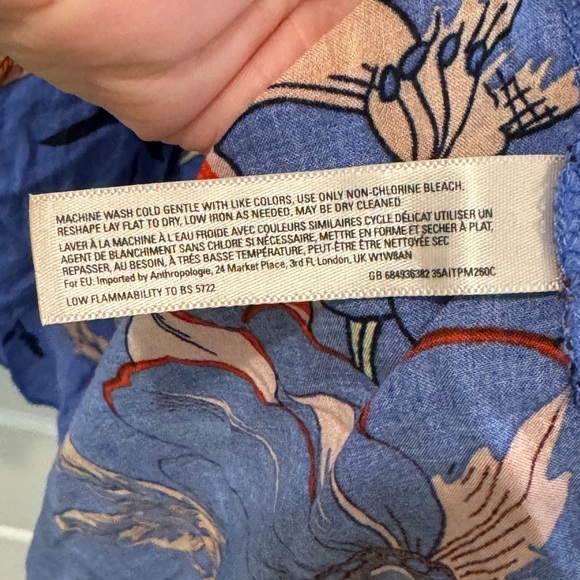 MACHINE WASH COLD GENTLE WITH LIKE COLORS, USE ONLY NON-CHLORINE BLEACH.
RESHAPE LAY FLAT TO DRY, LOW IRON AS NEEDED, MAY BE DRY CLEANED
LAVER À LA MACHINE À L'EAU FROIDE AVEC COULEURS SIMILAIRES CYCLE DÉLICAT UTILISER UN
AGENT DE BLANCHIMENT SANS CHLORE SI NÉCESSAIRE, METTRE EN FORME ET SECHER À PLAT,
REPASSER, AU BESOIN, À TRÉS BASSE TEMPÉRATURE, PEUT-ÊTRE ÊTRE NETTOYÉE SEC
For EU: Imported by Anthropologie, 24 Market Place, 3rd Fl, London, UK W1W8AN
GB 684936382 35AITPM260C
LOW FLAMMABILITY TO BS 5722